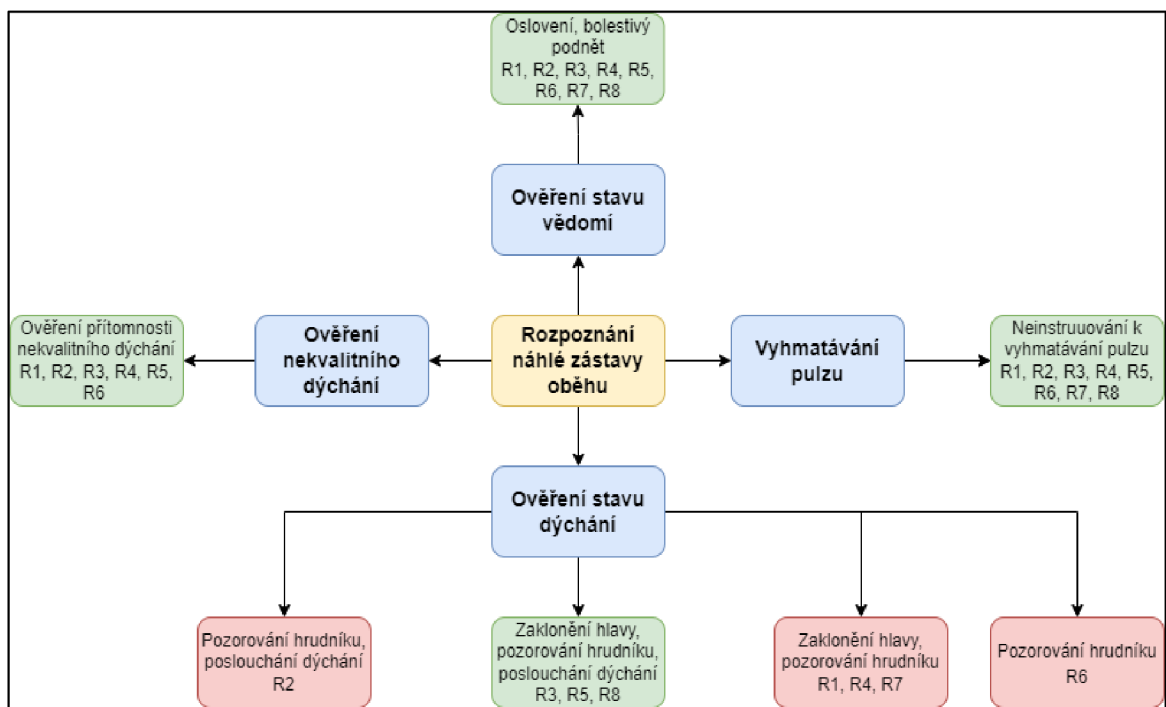 Oslovení, bolestivý
podnět
R1, R2, R3, R4, R5,
R6, R7, R8
Ověření stavu
vědomí
Ověření přítomnosti
nekvalitního dýchání
R1, R2, R3, R4, R5,
R6
Ověření
nekvalitního
dýchání
Rozpoznání
náhlé zástavy
oběhu
Vyhmatávání
pulzu
Neinstruuování k
vyhmatávání pulzu
R1, R2, R3, R4, R5,
R6, R7, R8
Ověření stavu
dýchání
Pozorování hrudníku,
poslouchání dýchání
R2
Zaklonění hlavy,
pozorování hrudníku,
poslouchání dýchání
R3, R5, R8
Zaklonění hlavy,
pozorování hrudníku
R1, R4, R7
Pozorování hrudníku
R6